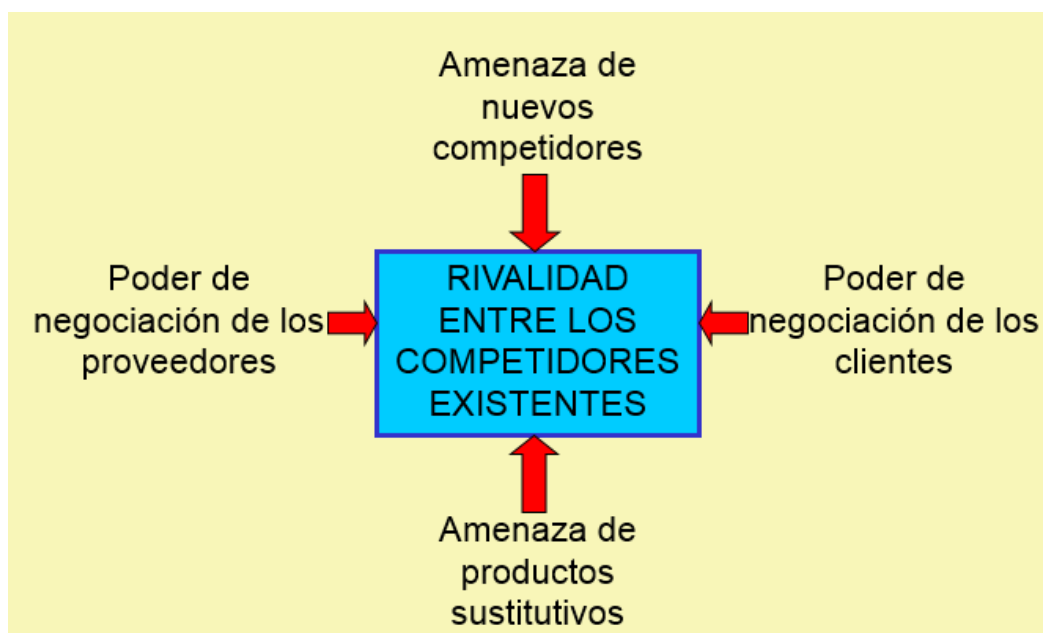 Amenaza de
nuevos
competidores
Poder de
negociación de los
proveedores
RIVALIDAD
ENTRE LOS
COMPETIDORES
EXISTENTES
Poder de
negociación de los
clientes
Amenaza de
productos
sustitutivos